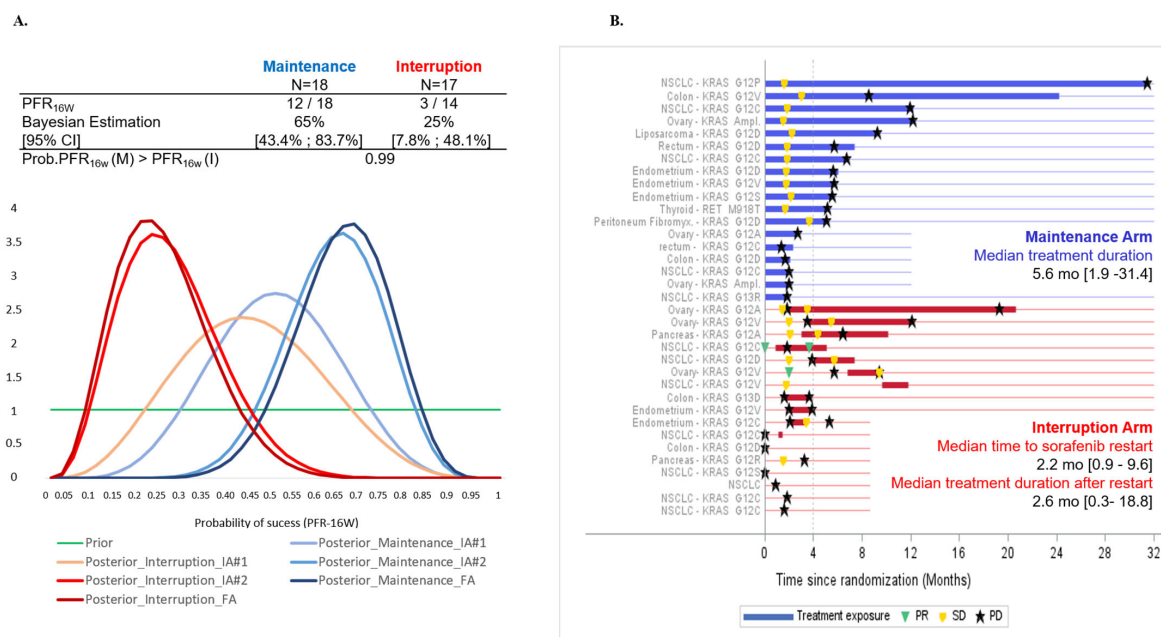 A.
Maintenance Interruption
N=18 N=17
PFR16W 12 / 18 3 / 14
Bayesian Estimation 65% 25%
[95% CI] [43.4% ; 83.7%] [7.8% ; 48.1%]
Prob.PFR16w (M) > PFR16w (I) 0.99
4
3.5
3
2.5
2
1.5
1
0.5
0
0 0.05 0.1 0.15 0.2 0.25 0.3 0.35 0.4 0.45 0.5 0.55 0.6 0.65 0.7 0.75 0.8 0.85 0.9 0.95 1
Probability of sucess (PFR-16W)
Prior
Posterior_Maintenance_IA#1
Posterior_Interruption_IA#1
Posterior_Maintenance_IA#2
Posterior_Interruption_IA#2
Posterior_Maintenance_FA
Posterior_Interruption_FA
B.
NSCLC - KRAS G12P
Colon - KRAS G12V
NSCLC - KRAS G12C
Ovary - KRAS Ampl.
Liposarcoma - KRAS G12D
Rectum - KRAS G12D
NSCLC - KRAS G12C
Endometrium - KRAS G12D
Endometrium - KRAS G12V
Endometrium - KRAS G12S
Thyroid - RET M918T
Peritoneum Fibromyx. - KRAS G12D
Ovary - KRAS G12A
rectum - KRAS G12C
Colon - KRAS G12D
NSCLC - KRAS G12C
Ovary - KRAS Ampl.
NSCLC - KRAS G13R
Ovary - KRAS G12A
Ovary- KRAS G12V
Pancreas - KRAS G12A
NSCLC - KRAS G12C
NSCLC - KRAS G12D
Ovary- KRAS G12V
NSCLC - KRAS G12V
Colon - KRAS G13D
Endometrium - KRAS G12V
Endometrium - KRAS G12C
NSCLC - KRAS G12C
Colon - KRAS G12D
Pancreas - KRAS G12R
NSCLC - KRAS G12S
NSCLC
NSCLC - KRAS G12C
NSCLC - KRAS G12C
Maintenance Arm
Median treatment duration
5.6 mo [1.9 -31.4]
Interruption Arm
Median time to sorafenib restart
2.2 mo [0.9 - 9.6]
Median treatment duration after restart
2.6 mo [0.3- 18.8]
0 4 8 12 16 20 24 28 32
Time since randomization (Months)
Treatment exposure PR SD PD